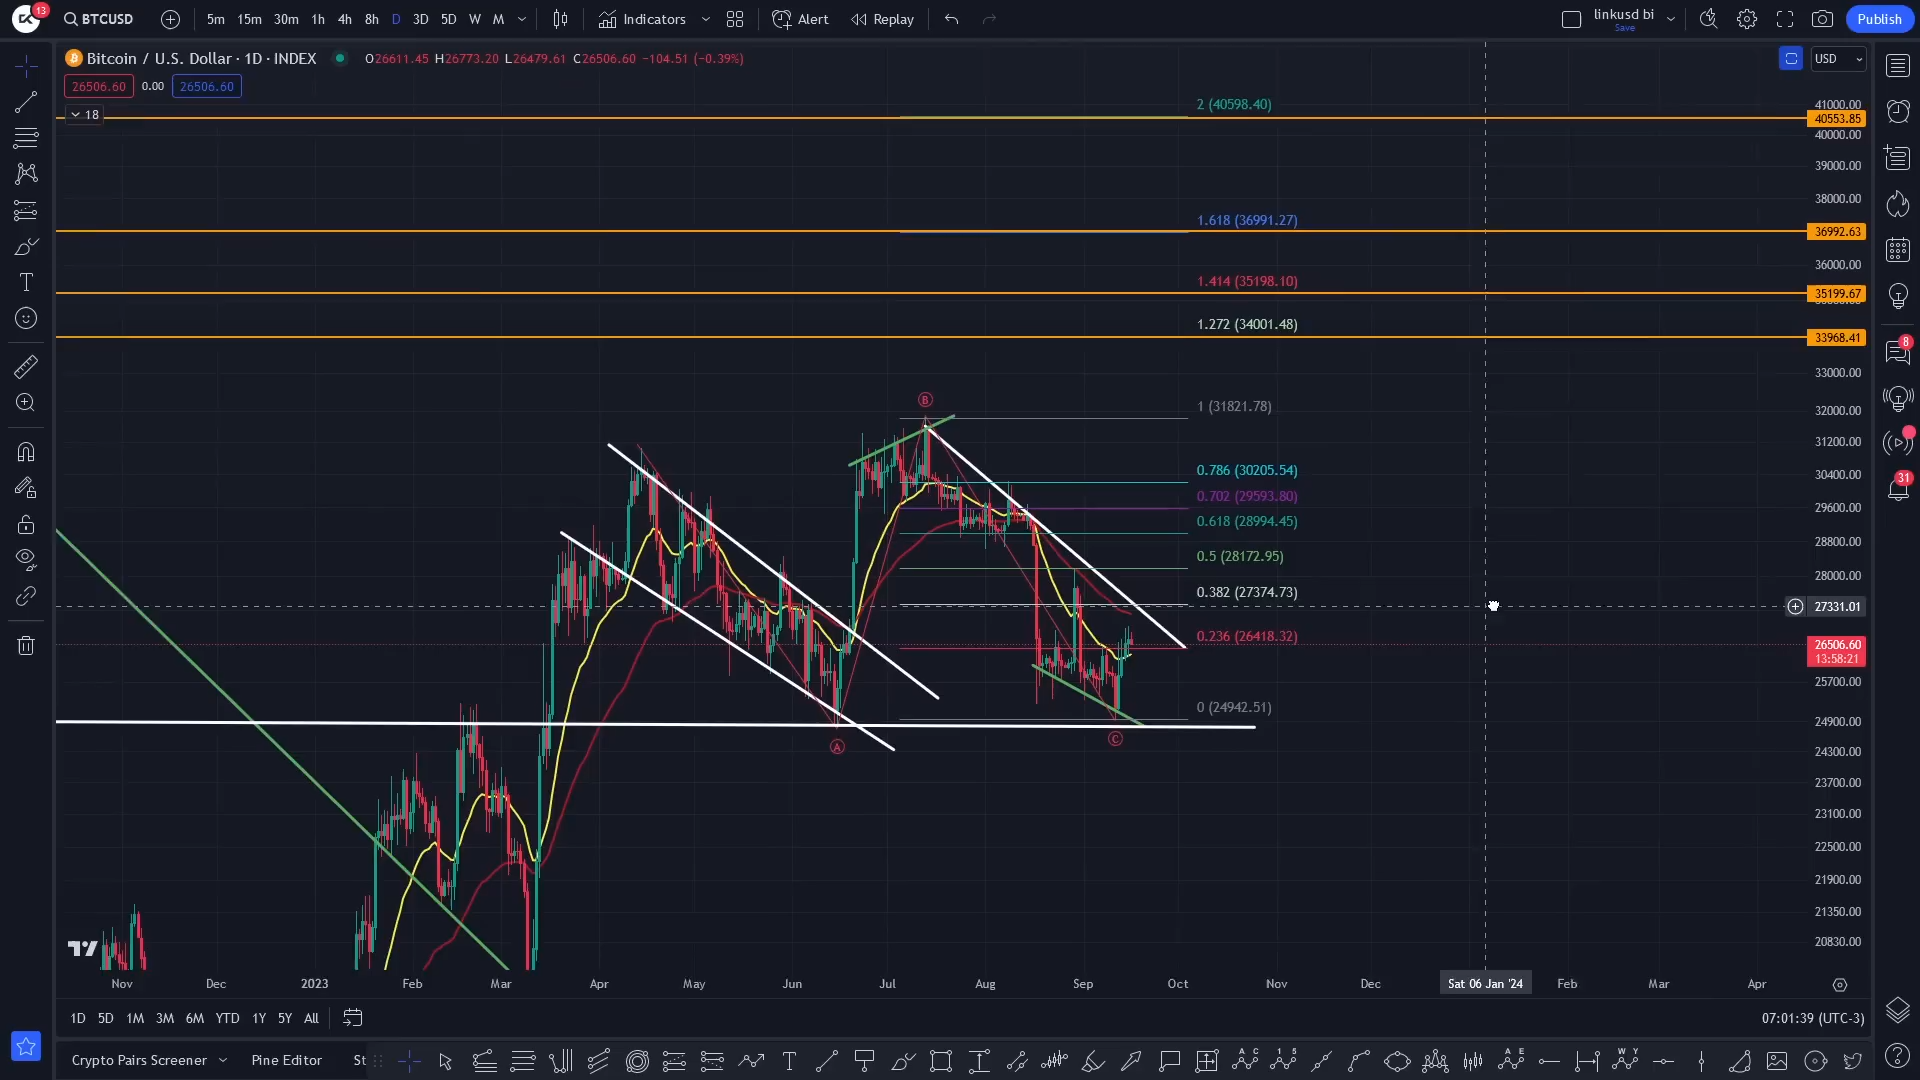 13
BTCUSD
5m 15m 30m 1h 4h 8h D 3D 5D W M
Indicators
Alert
Replay
linkusd bi
Save
Publish
Bitcoin / U.S. Dollar · 1D · INDEX
O26611.45 H26773.20 L26479.61 C26506.60 −104.51 (−0.39%)
USD
26506.60 0.00 26506.60
18
2 (40598.40)
1.618 (36991.27)
1.414 (35198.10)
1.272 (34001.48)
1 (31821.78)
0.786 (30205.54)
0.702 (29593.80)
0.618 (28994.45)
0.5 (28172.95)
0.382 (27374.73)
0.236 (26418.32)
0 (24942.51)
A
B
C
41000.00
40553.85
40000.00
39000.00
38000.00
36992.63
36000.00
35199.67
33968.41
33000.00
32000.00
31200.00
30400.00
29600.00
28800.00
28000.00
27331.01
26506.60
13:58:21
25700.00
24900.00
24300.00
23700.00
23100.00
22500.00
21900.00
21350.00
20830.00
8
31
Nov Dec 2023 Feb Mar Apr May Jun Jul Aug Sep Oct Nov Dec Sat 06 Jan '24 Feb Mar Apr
1D 5D 1M 3M 6M YTD 1Y 5Y All
07:01:39 (UTC-3)
Crypto Pairs Screener Pine Editor St